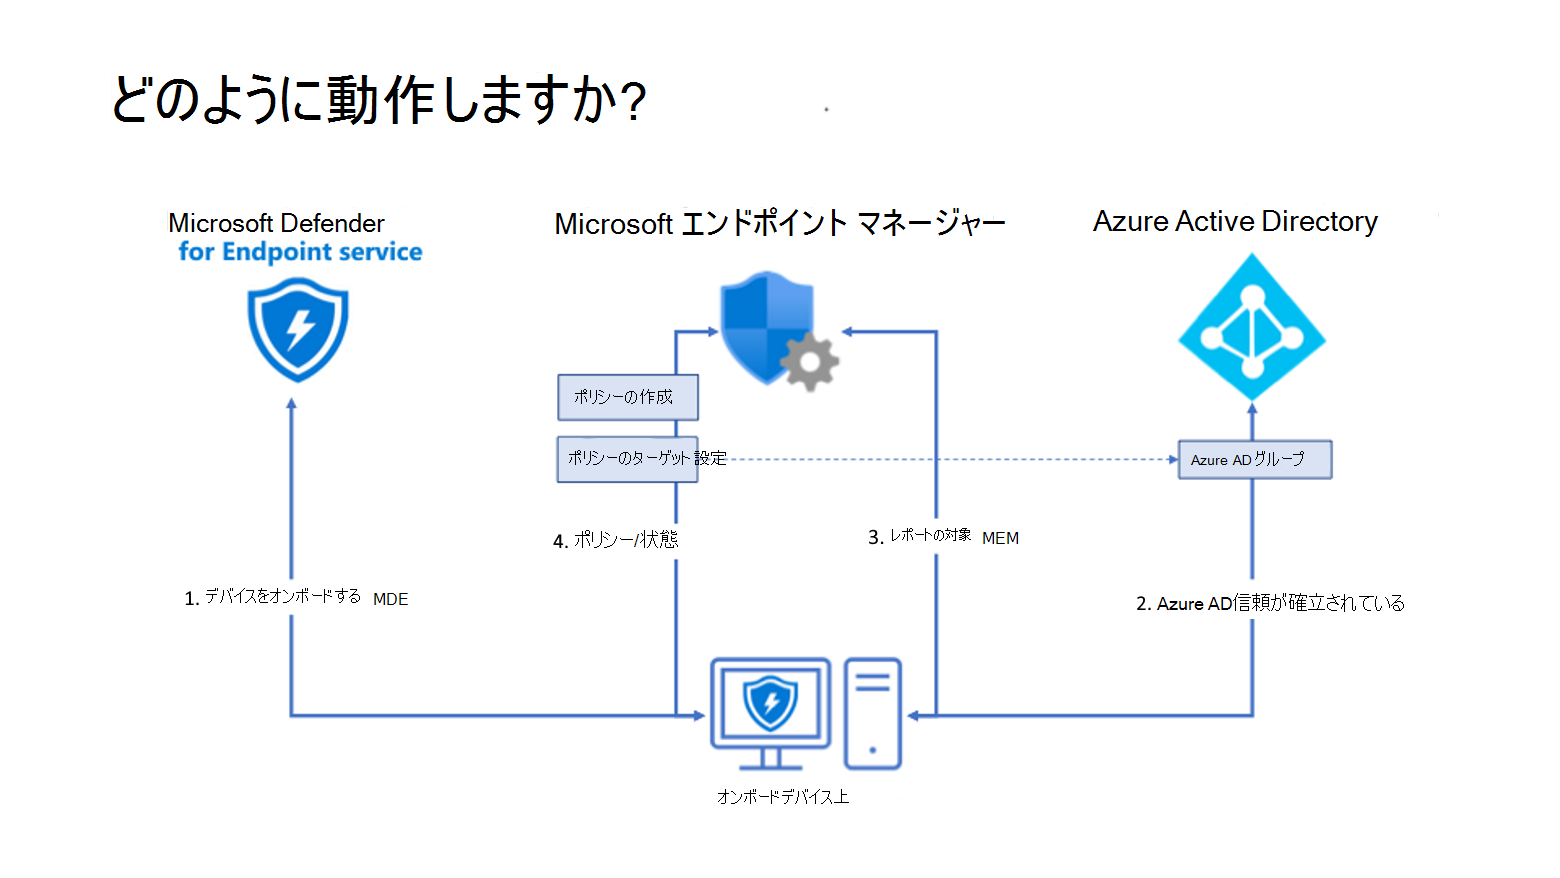 どのように動作しますか?
Microsoft Defender
for Endpoint service
Microsoft エンドポイント マネージャー
Azure Active Directory
ポリシーの作成
ポリシーのターゲット設定
Azure ADグループ
4. ポリシー/状態
3. レポートの対象 MEM
1. デバイスをオンボードする MDE
2. Azure AD信頼が確立されている
オンボードデバイス上